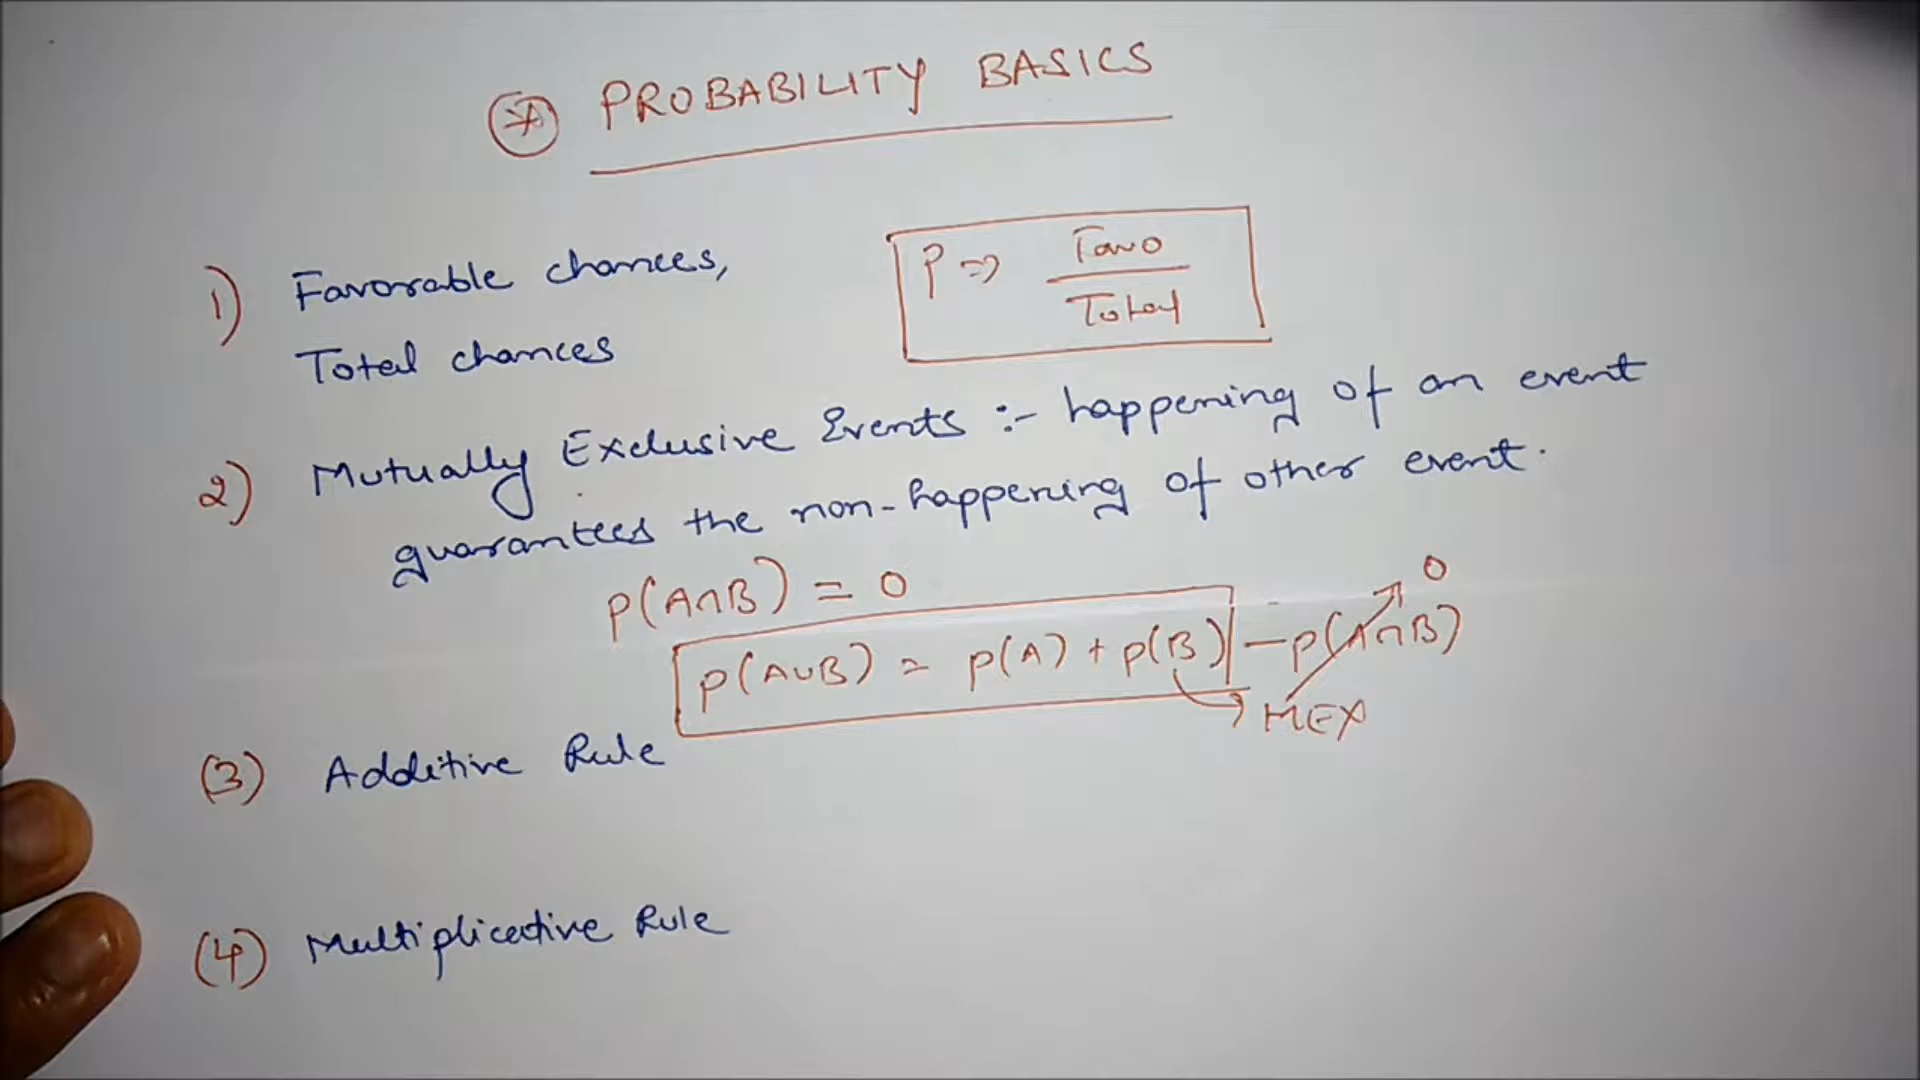 PROBABILITY BASICS
1) Favorable chances,
P => Favo / Total
Total chances
2) Mutually Exclusive Events :- happening of an event
guarantees the non-happening of other event.
P(A∩B) = 0
0
P(A∪B) = P(A) + P(B) - P(A∩B)
MEX
(3) Additive Rule
(4) Multiplicative Rule